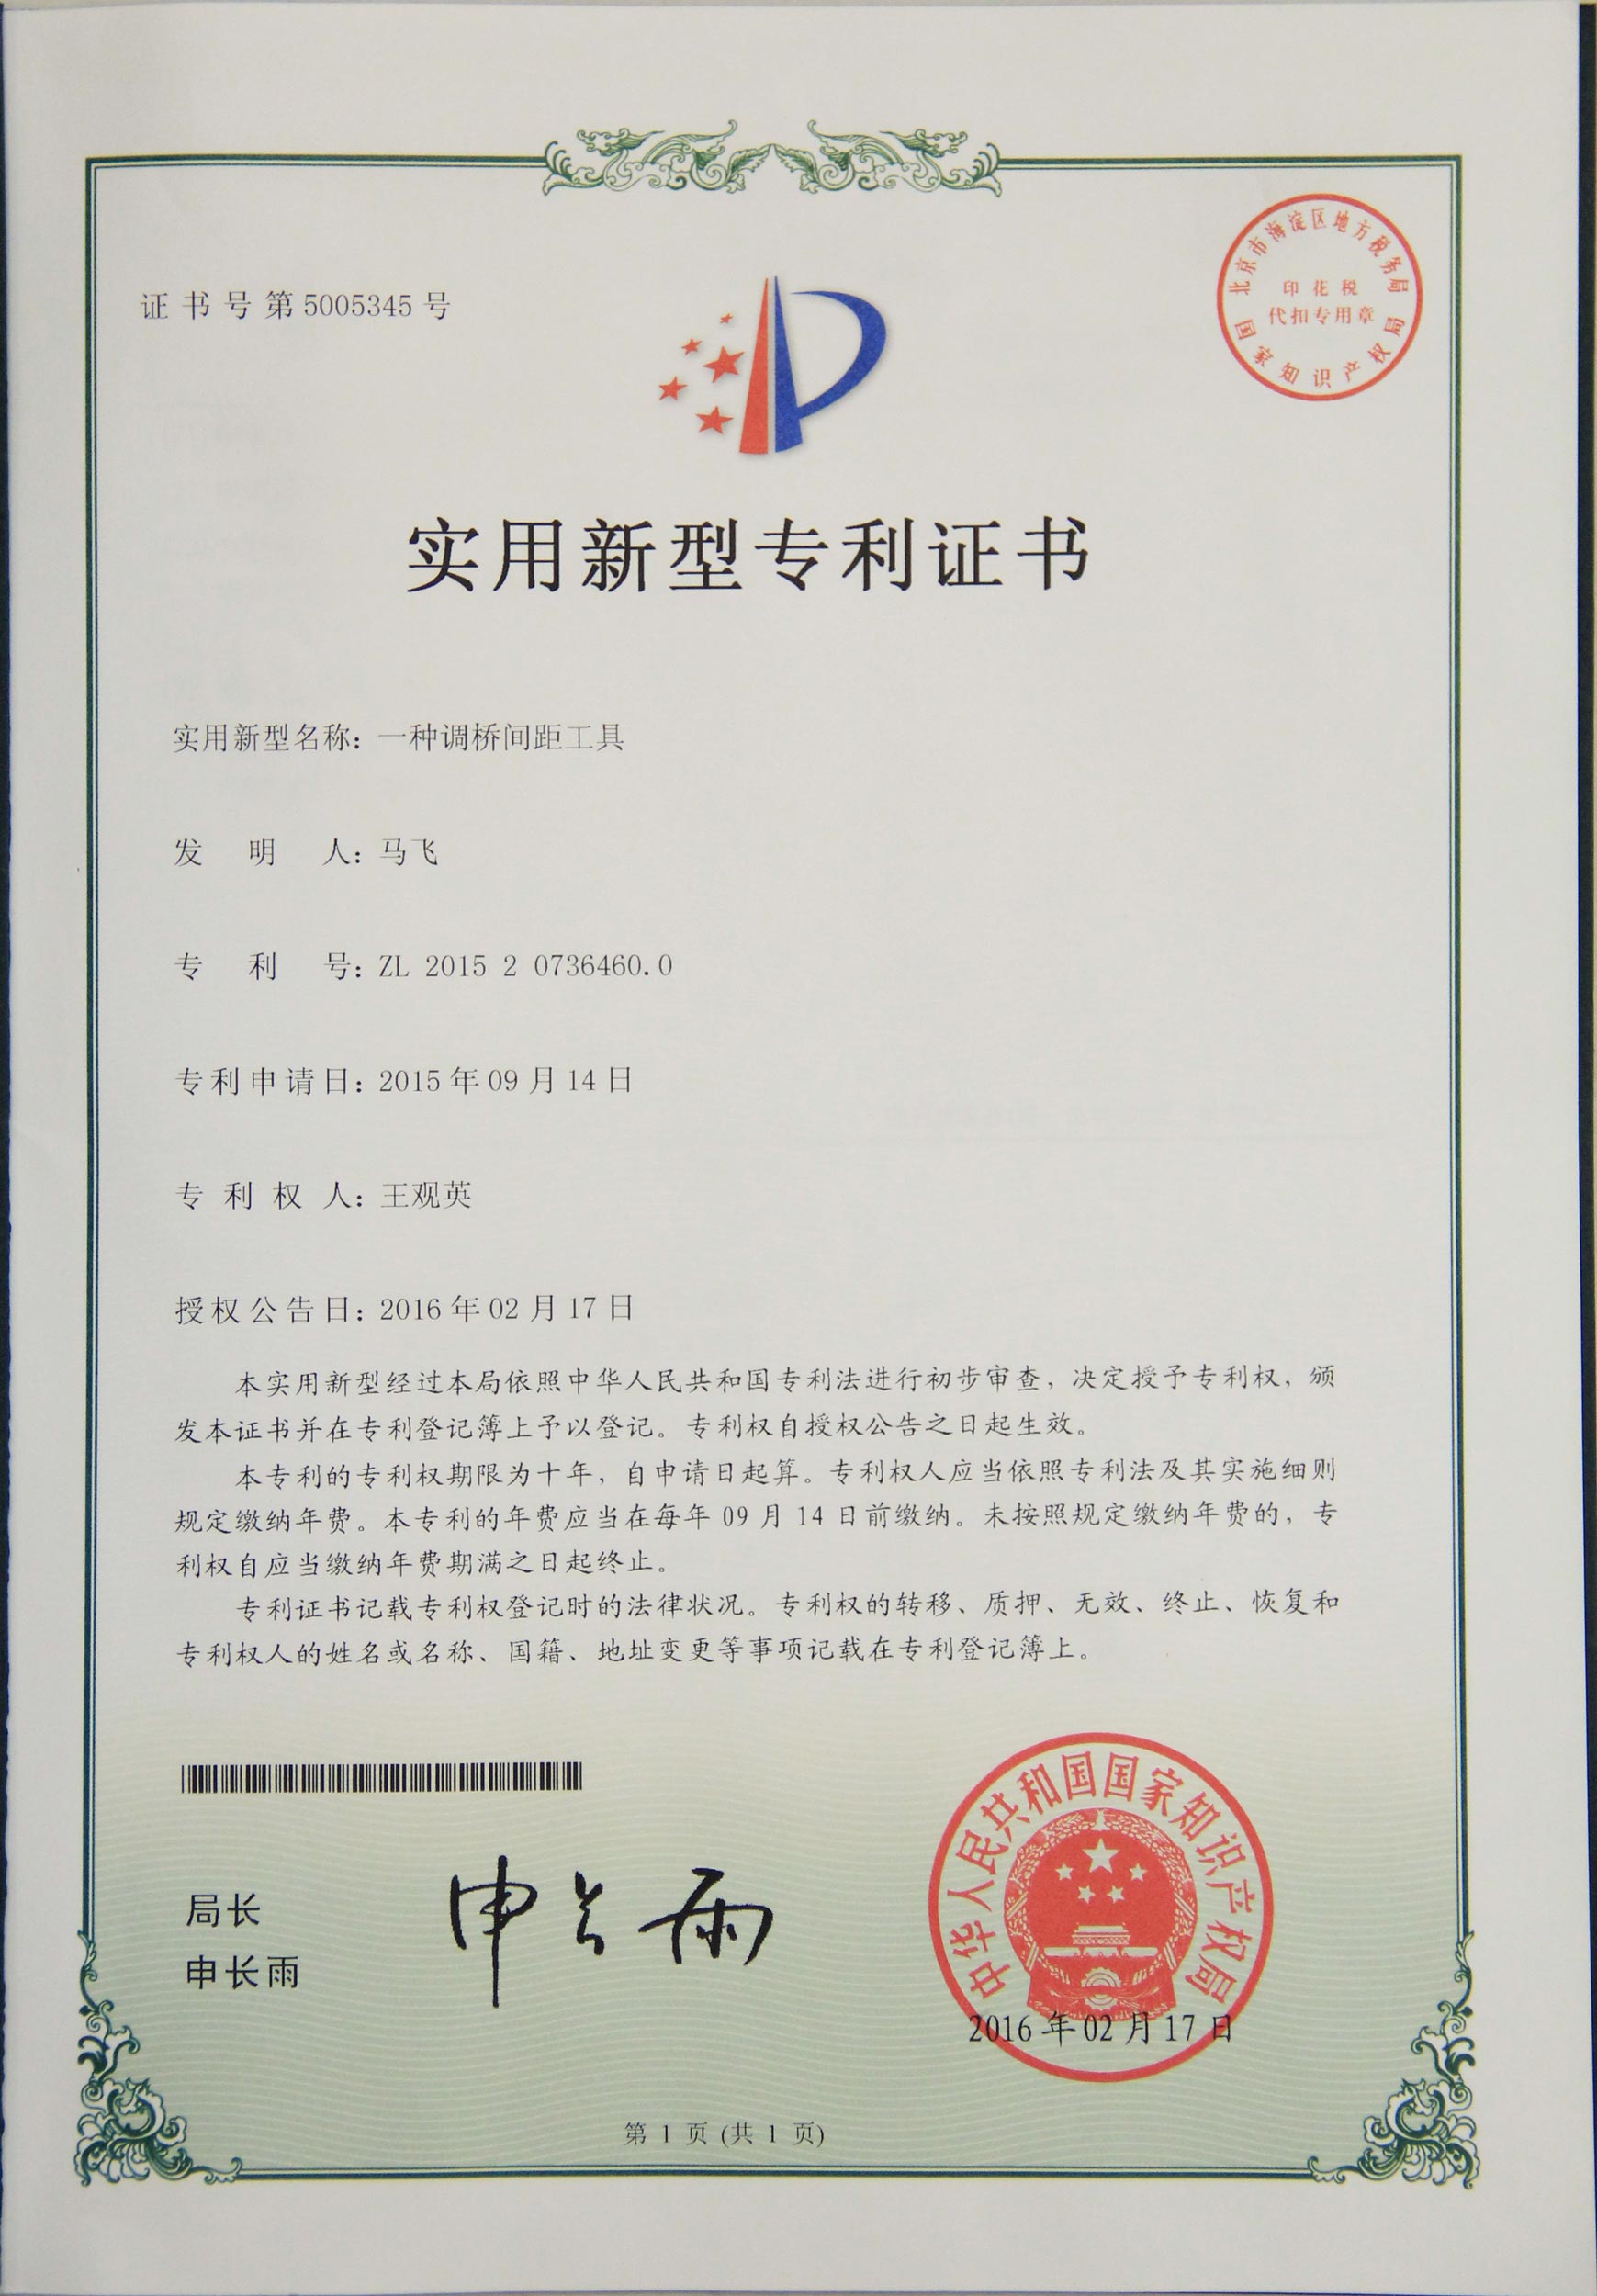 证书号第5005345号
北京市海淀区地方税务局
印花税
代扣专用章
国家知识产权局
实用新型专利证书
实用新型名称：一种调桥间距工具
发明人：马飞
专利号：ZL 2015 2 0736460.0
专利申请日：2015年09月14日
专利权人：王观英
授权公告日：2016年02月17日
本实用新型经过本局依照中华人民共和国专利法进行初步审查，决定授予专利权，颁
发本证书并在专利登记簿上予以登记。专利权自授权公告之日起生效。
本专利的专利权期限为十年，自申请日起算。专利权人应当依照专利法及其实施细则
规定缴纳年费。本专利的年费应当在每年 09 月 14 日前缴纳。未按照规定缴纳年费的，专
利权自应当缴纳年费期满之日起终止。
专利证书记载专利权登记时的法律状况。专利权的转移、质押、无效、终止、恢复和
专利权人的姓名或名称、国籍、地址变更等事项记载在专利登记簿上。
局长
申长雨
申长雨
中华人民共和国国家知识产权局
2016年02月17日
第 1 页 (共 1 页)